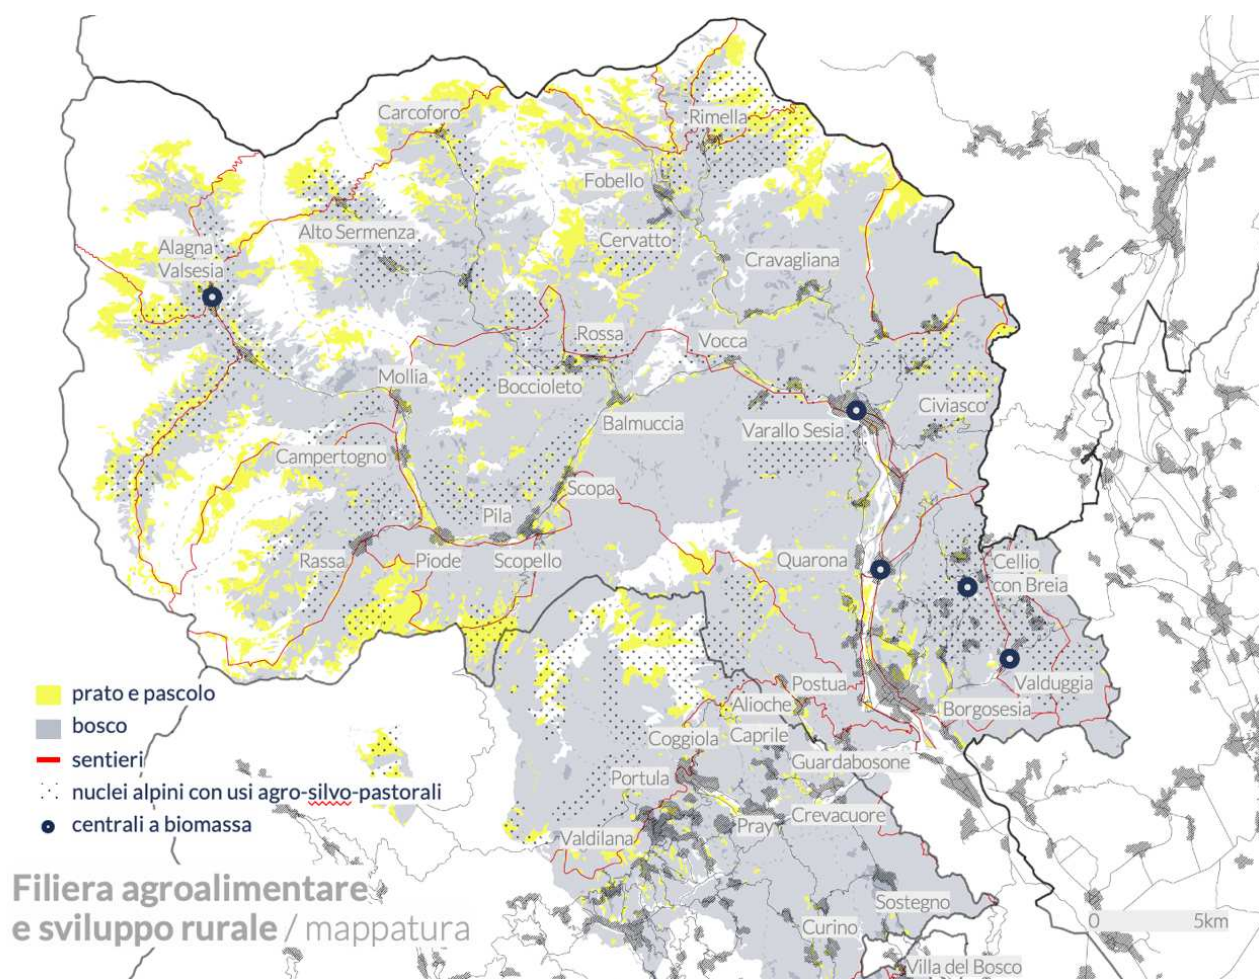 Carcoforo
Rimella
Fobello
Alto Sermenza
Cervatto
Alagna
Valsesia
Cravagliana
Rossa
Vocca
Mollia
Boccioleto
Balmuccia
Civiasco
Varallo Sesia
Campertogno
Scopa
Pila
Rassa
Piode
Scopello
Quarona
Cellio
con Breia
prato e pascolo
bosco
sentieri
nuclei alpini con usi agro-silvo-pastorali
centrali a biomassa
Postua
Valduggia
Alioche
Borgosesia
Coggiola
Caprile
Guardabosone
Portula
Crevacuore
Pray
Valdilana
Filiera agroalimentare
e sviluppo rurale / mappatura
Sostegno
0 5km
Curino
Villa del Bosco